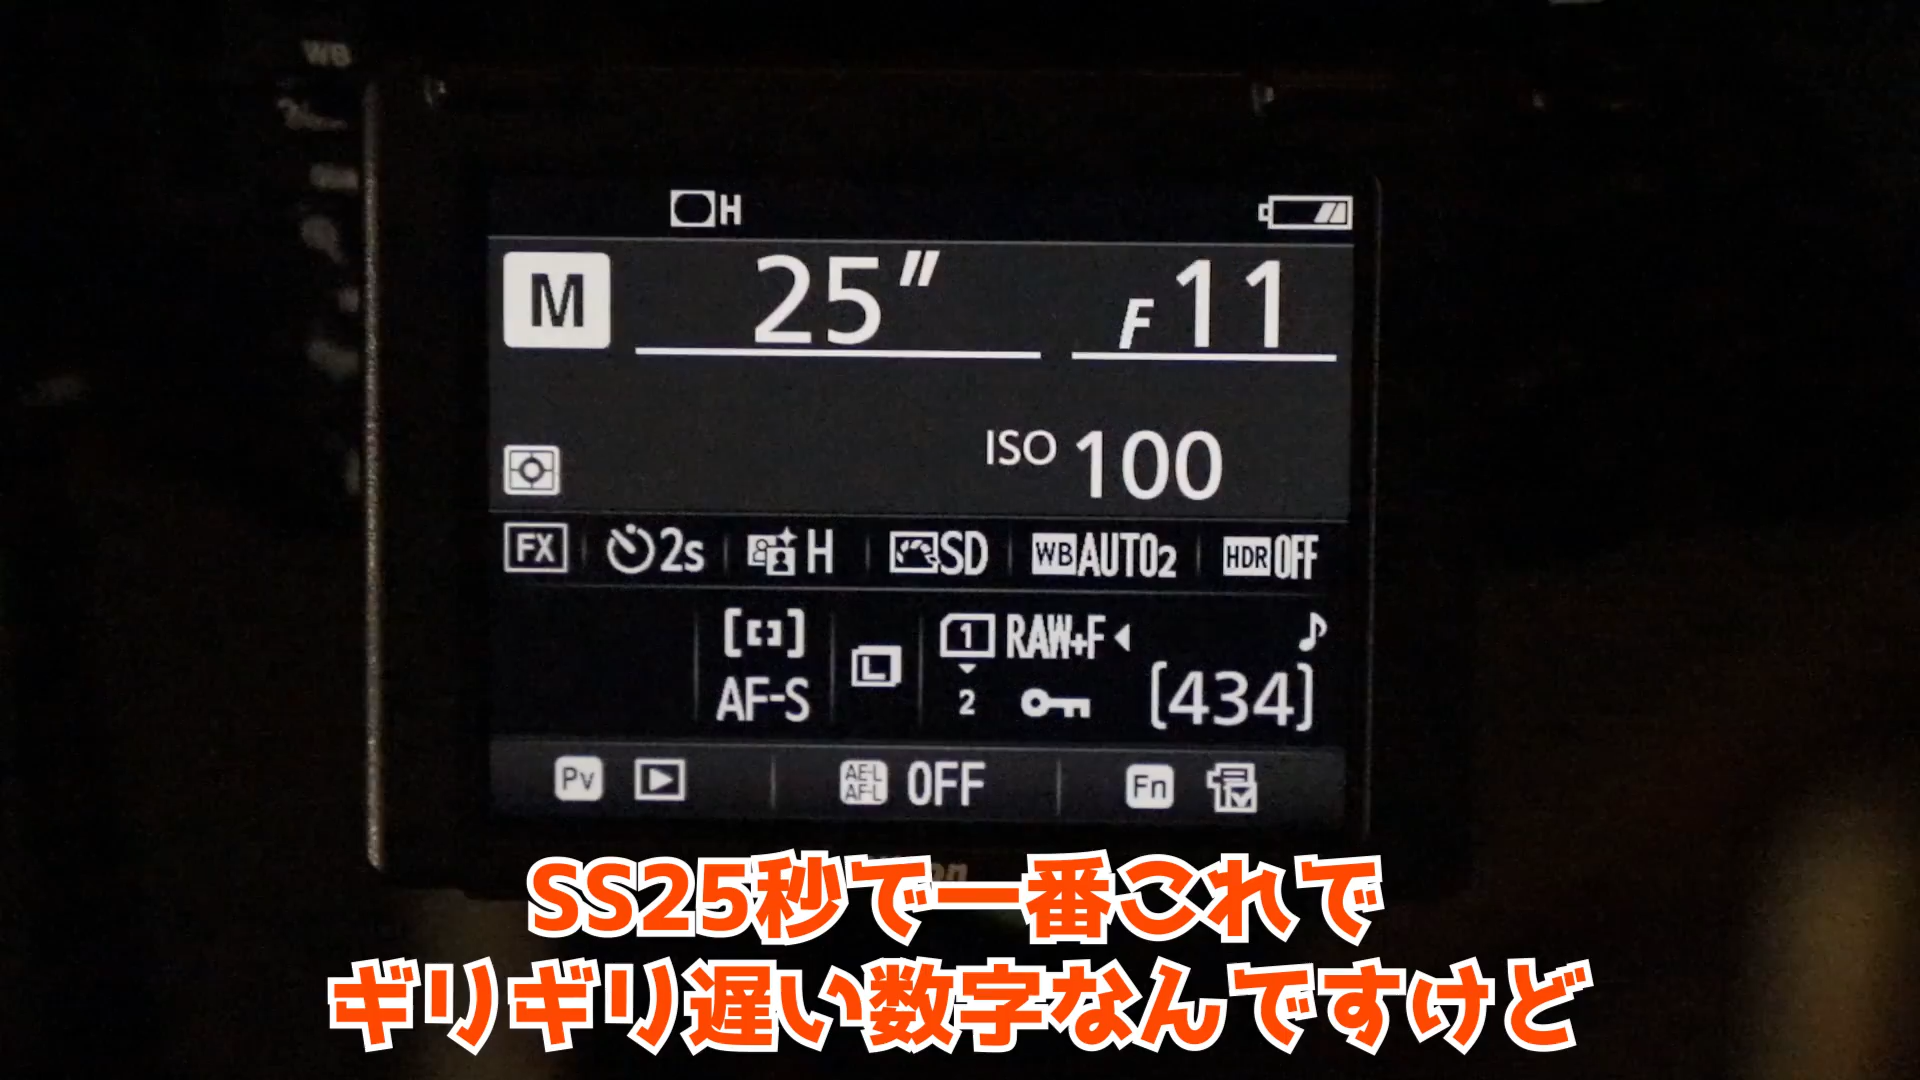 WB
H
M 25" F11
ISO 100
FX 2s H SD WB AUTO2 HDR OFF
[ ] 1 RAW+F
AF-S L 2 [434]
Pv AE-L AF-L OFF Fn
SS25秒で一番これで
ギリギリ遅い数字なんですけど